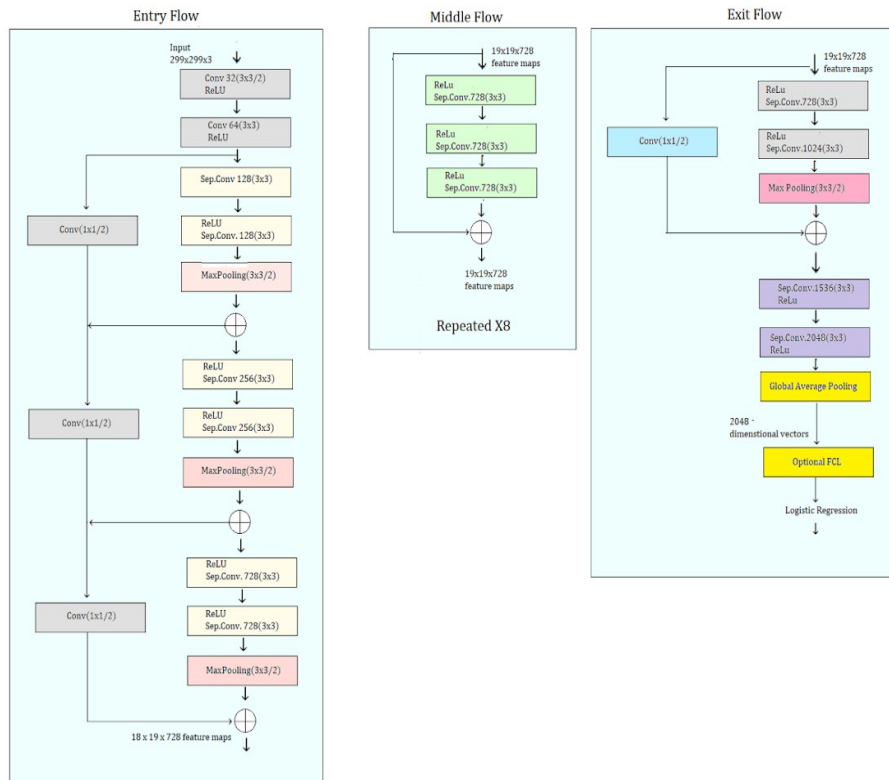 Entry Flow
Input
299x299x3
Conv 32(3x3/2)
ReLU
Conv 64(3x3)
ReLU
Sep.Conv 128(3x3)
Conv(1x1/2)
ReLU
Sep.Conv. 128(3x3)
MaxPooling(3x3/2)
ReLU
Sep.Conv 256(3x3)
Conv(1x1/2)
ReLU
Sep.Conv 256(3x3)
MaxPooling(3x3/2)
ReLU
Sep.Conv. 728(3x3)
Conv(1x1/2)
ReLU
Sep.Conv. 728(3x3)
MaxPooling(3x3/2)
18 x 19 x 728 feature maps
Middle Flow
19x19x728
feature maps
ReLu
Sep.Conv.728(3x3)
ReLu
Sep.Conv.728(3x3)
ReLu
Sep.Conv.728(3x3)
19x19x728
feature maps
Repeated X8
Exit Flow
19x19x728
feature maps
ReLu
Sep.Conv.728(3x3)
Conv(1x1/2)
ReLu
Sep.Conv.1024(3x3)
Max Pooling(3x3/2)
Sep.Conv.1536(3x3)
ReLu
Sep.Conv.2048(3x3)
ReLu
Global Average Pooling
2048 -
dimenstional vectors
Optional FCL
Logistic Regression